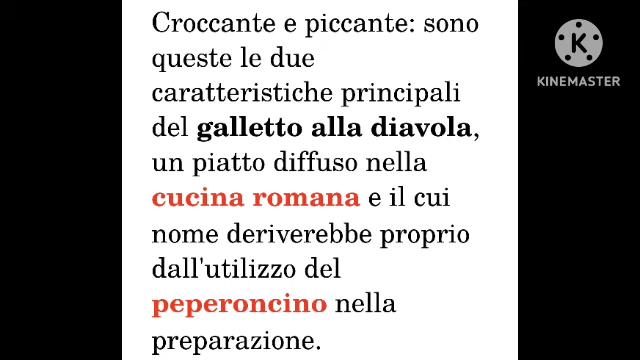 Croccante e piccante: sono
queste le due
caratteristiche principali
del galletto alla diavola,
un piatto diffuso nella
cucina romana e il cui
nome deriverebbe proprio
dall'utilizzo del
peperoncino nella
preparazione.
K
KINEMASTER